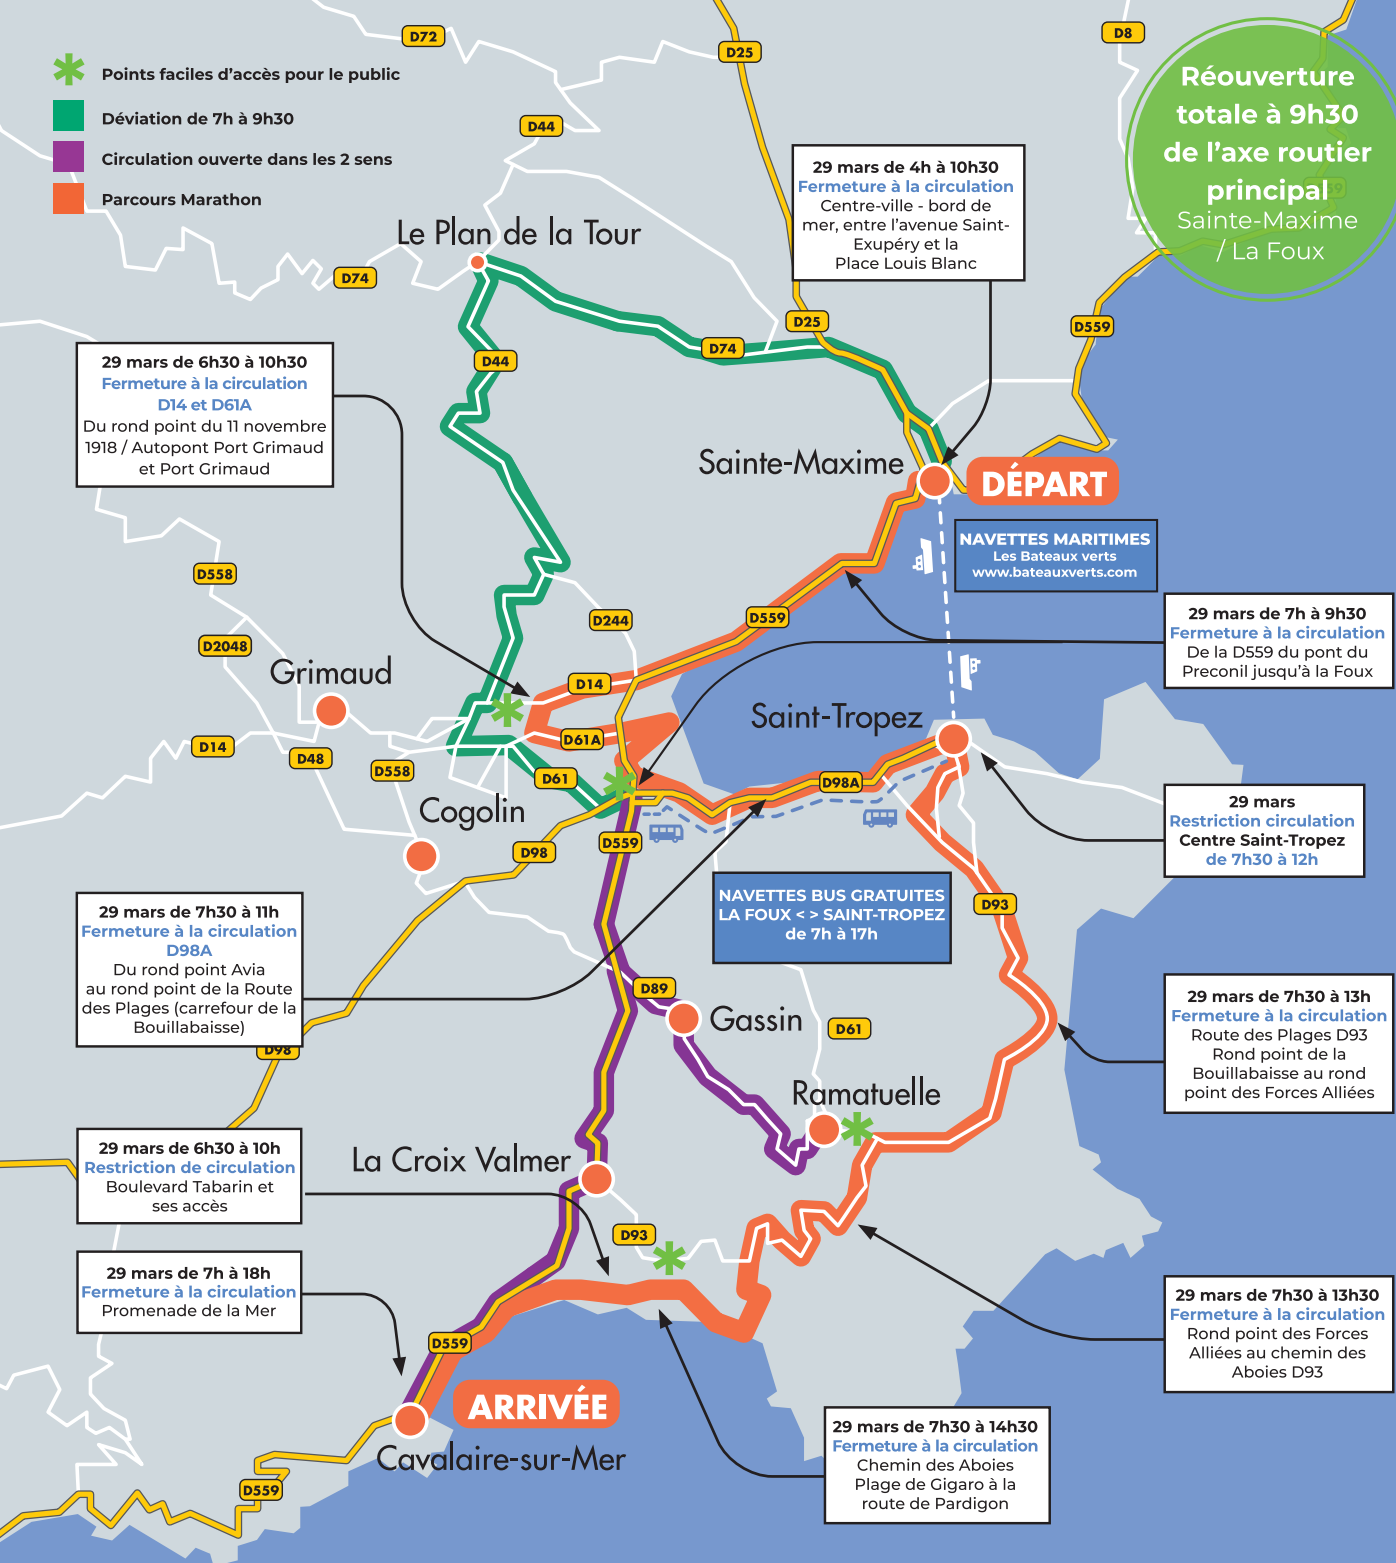 D72
D25
D8
Points faciles d'accès pour le public
Déviation de 7h à 9h30
Circulation ouverte dans les 2 sens
Parcours Marathon
Réouverture
totale à 9h30
de l'axe routier
principal
Sainte-Maxime
/ La Foux
D44
29 mars de 4h à 10h30
Fermeture à la circulation
Centre-ville - bord de
mer, entre l'avenue Saint-
Exupéry et la
Place Louis Blanc
Le Plan de la Tour
D74
D25
D559
D74
D44
29 mars de 6h30 à 10h30
Fermeture à la circulation
D14 et D61A
Du rond point du 11 novembre
1918 / Autopont Port Grimaud
et Port Grimaud
Sainte-Maxime
DÉPART
NAVETTES MARITIMES
Les Bateaux verts
www.bateauxverts.com
D558
D244
D559
D2048
29 mars de 7h à 9h30
Fermeture à la circulation
De la D559 du pont du
Preconil jusqu'à la Foux
Grimaud
D14
Saint-Tropez
D14
D48
D61A
D558
D61
D98A
Cogolin
29 mars
Restriction circulation
Centre Saint-Tropez
de 7h30 à 12h
D98
D559
NAVETTES BUS GRATUITES
LA FOUX < > SAINT-TROPEZ
de 7h à 17h
D93
29 mars de 7h30 à 11h
Fermeture à la circulation
D98A
Du rond point Avia
au rond point de la Route
des Plages (carrefour de la
Bouillabaisse)
D98
D89
Gassin
D61
29 mars de 7h30 à 13h
Fermeture à la circulation
Route des Plages D93
Rond point de la
Bouillabaisse au rond
point des Forces Alliées
Ramatuelle
29 mars de 6h30 à 10h
Restriction de circulation
Boulevard Tabarin et
ses accès
La Croix Valmer
D93
29 mars de 7h à 18h
Fermeture à la circulation
Promenade de la Mer
29 mars de 7h30 à 13h30
Fermeture à la circulation
Rond point des Forces
Alliées au chemin des
Aboies D93
D559
ARRIVÉE
Cavalaire-sur-Mer
D559
29 mars de 7h30 à 14h30
Fermeture à la circulation
Chemin des Aboies
Plage de Gigaro à la
route de Pardigon